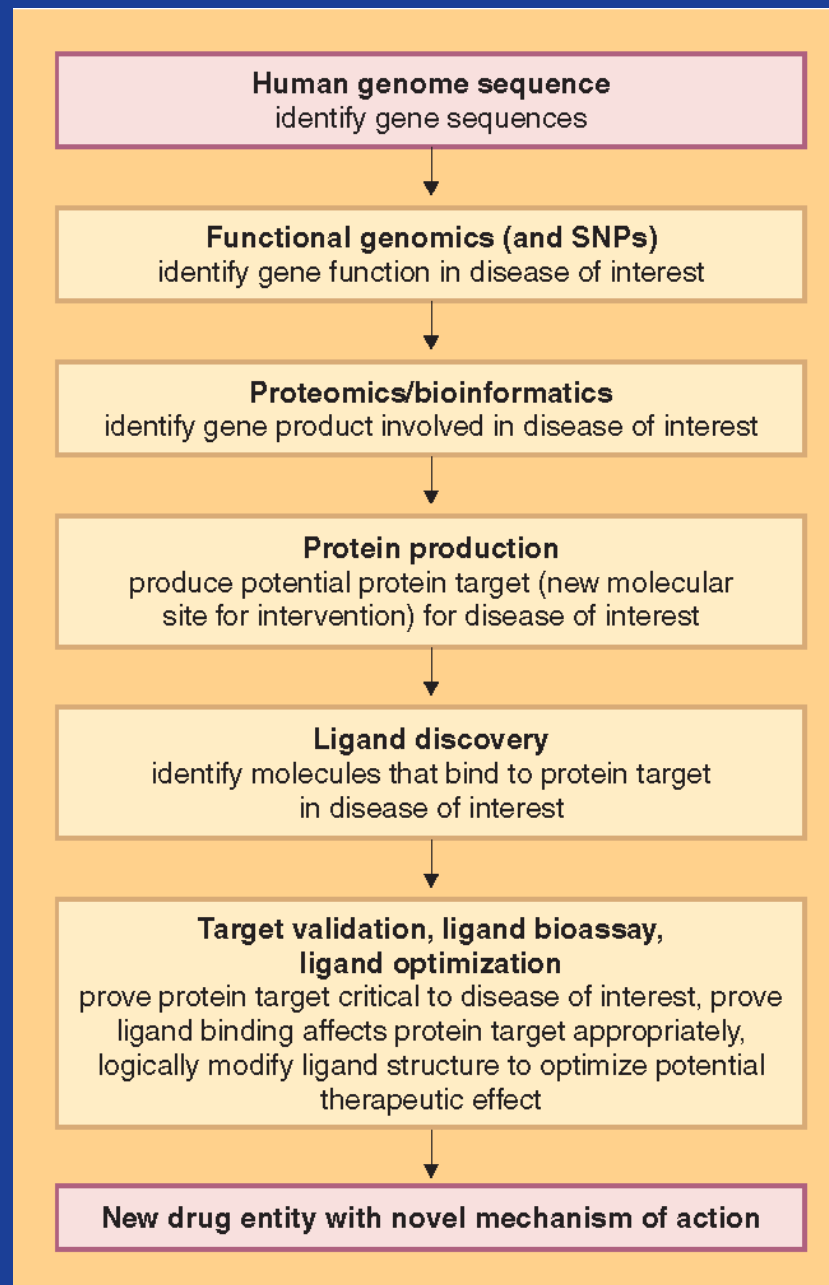 Human genome sequence
identify gene sequences
Functional genomics (and SNPs)
identify gene function in disease of interest
Proteomics/bioinformatics
identify gene product involved in disease of interest
Protein production
produce potential protein target (new molecular
site for intervention) for disease of interest
Ligand discovery
identify molecules that bind to protein target
in disease of interest
Target validation, ligand bioassay,
ligand optimization
prove protein target critical to disease of interest, prove
ligand binding affects protein target appropriately,
logically modify ligand structure to optimize potential
therapeutic effect
New drug entity with novel mechanism of action